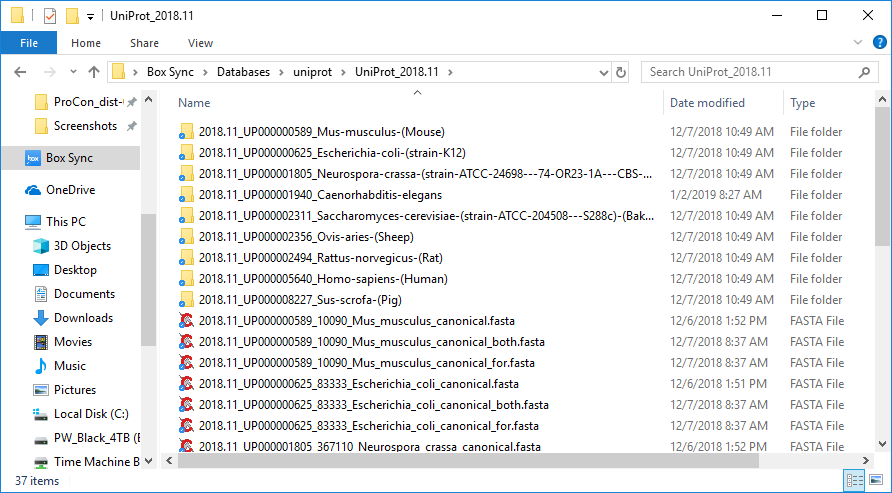 UniProt_2018.11
File Home Share View
Box Sync Databases uniprot UniProt_2018.11 Search UniProt_2018.11
ProCon_dist-
Screenshots
box Box Sync
OneDrive
This PC
3D Objects
Desktop
Documents
Downloads
Movies
Music
Pictures
Local Disk (C:)
PW_Black_4TB (E
Time Machine B
Name Date modified Type
2018.11_UP000000589_Mus-musculus-(Mouse) 12/7/2018 10:49 AM File folder
2018.11_UP000000625_Escherichia-coli-(strain-K12) 12/7/2018 10:49 AM File folder
2018.11_UP000001805_Neurospora-crassa-(strain-ATCC-24698---74-OR23-1A---CBS-... 12/7/2018 10:49 AM File folder
2018.11_UP000001940_Caenorhabditis-elegans 1/2/2019 8:27 AM File folder
2018.11_UP000002311_Saccharomyces-cerevisiae-(strain-ATCC-204508---S288c)-(Bak... 12/7/2018 10:49 AM File folder
2018.11_UP000002356_Ovis-aries-(Sheep) 12/7/2018 10:49 AM File folder
2018.11_UP000002494_Rattus-norvegicus-(Rat) 12/7/2018 10:49 AM File folder
2018.11_UP000005640_Homo-sapiens-(Human) 12/7/2018 10:49 AM File folder
2018.11_UP000008227_Sus-scrofa-(Pig) 12/7/2018 10:49 AM File folder
2018.11_UP000000589_10090_Mus_musculus_canonical.fasta 12/6/2018 1:52 PM FASTA File
2018.11_UP000000589_10090_Mus_musculus_canonical_both.fasta 12/7/2018 8:37 AM FASTA File
2018.11_UP000000589_10090_Mus_musculus_canonical_for.fasta 12/7/2018 8:37 AM FASTA File
2018.11_UP000000625_83333_Escherichia_coli_canonical.fasta 12/6/2018 1:51 PM FASTA File
2018.11_UP000000625_83333_Escherichia_coli_canonical_both.fasta 12/7/2018 8:37 AM FASTA File
2018.11_UP000000625_83333_Escherichia_coli_canonical_for.fasta 12/7/2018 8:37 AM FASTA File
2018.11_UP000001805_367110_Neurospora_crassa_canonical.fasta 12/6/2018 1:52 PM FASTA File
37 items